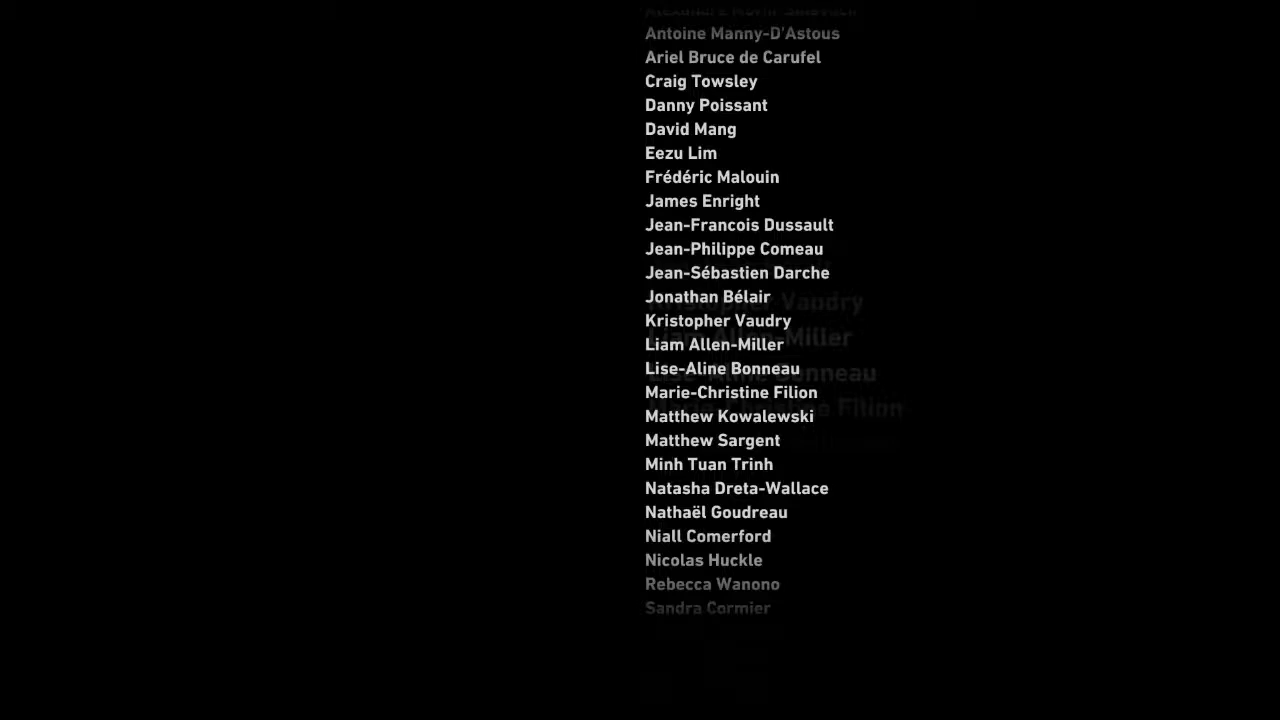 Antoine Manny-D'Astous
Ariel Bruce de Carufel
Craig Towsley
Danny Poissant
David Mang
Eezu Lim
Frédéric Malouin
James Enright
Jean-Francois Dussault
Jean-Philippe Comeau
Jean-Sébastien Darche
Jonathan Bélair
Kristopher Vaudry
Liam Allen-Miller
Lise-Aline Bonneau
Marie-Christine Filion
Matthew Kowalewski
Matthew Sargent
Minh Tuan Trinh
Natasha Dreta-Wallace
Nathaël Goudreau
Niall Comerford
Nicolas Huckle
Rebecca Wanono
Sandra Cormier